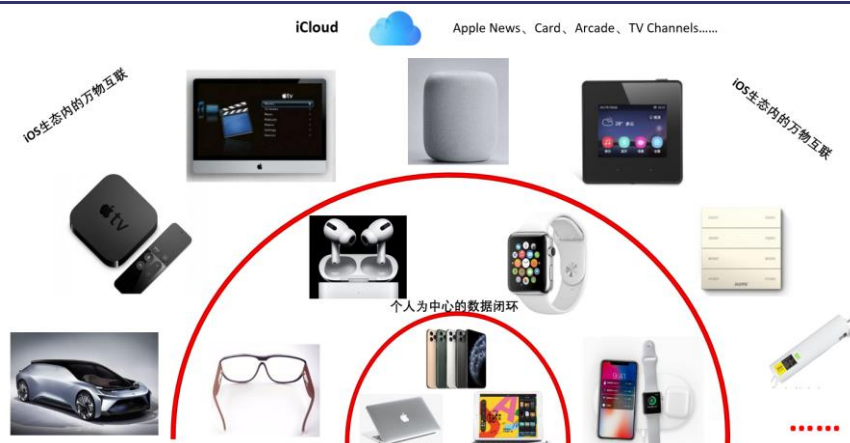 iCloud
Apple News、Card、Arcade、TV Channels……
iOS生态内的万物互联
iOS生态内的万物互联
tv
tv
个人为中心的数据闭环
......